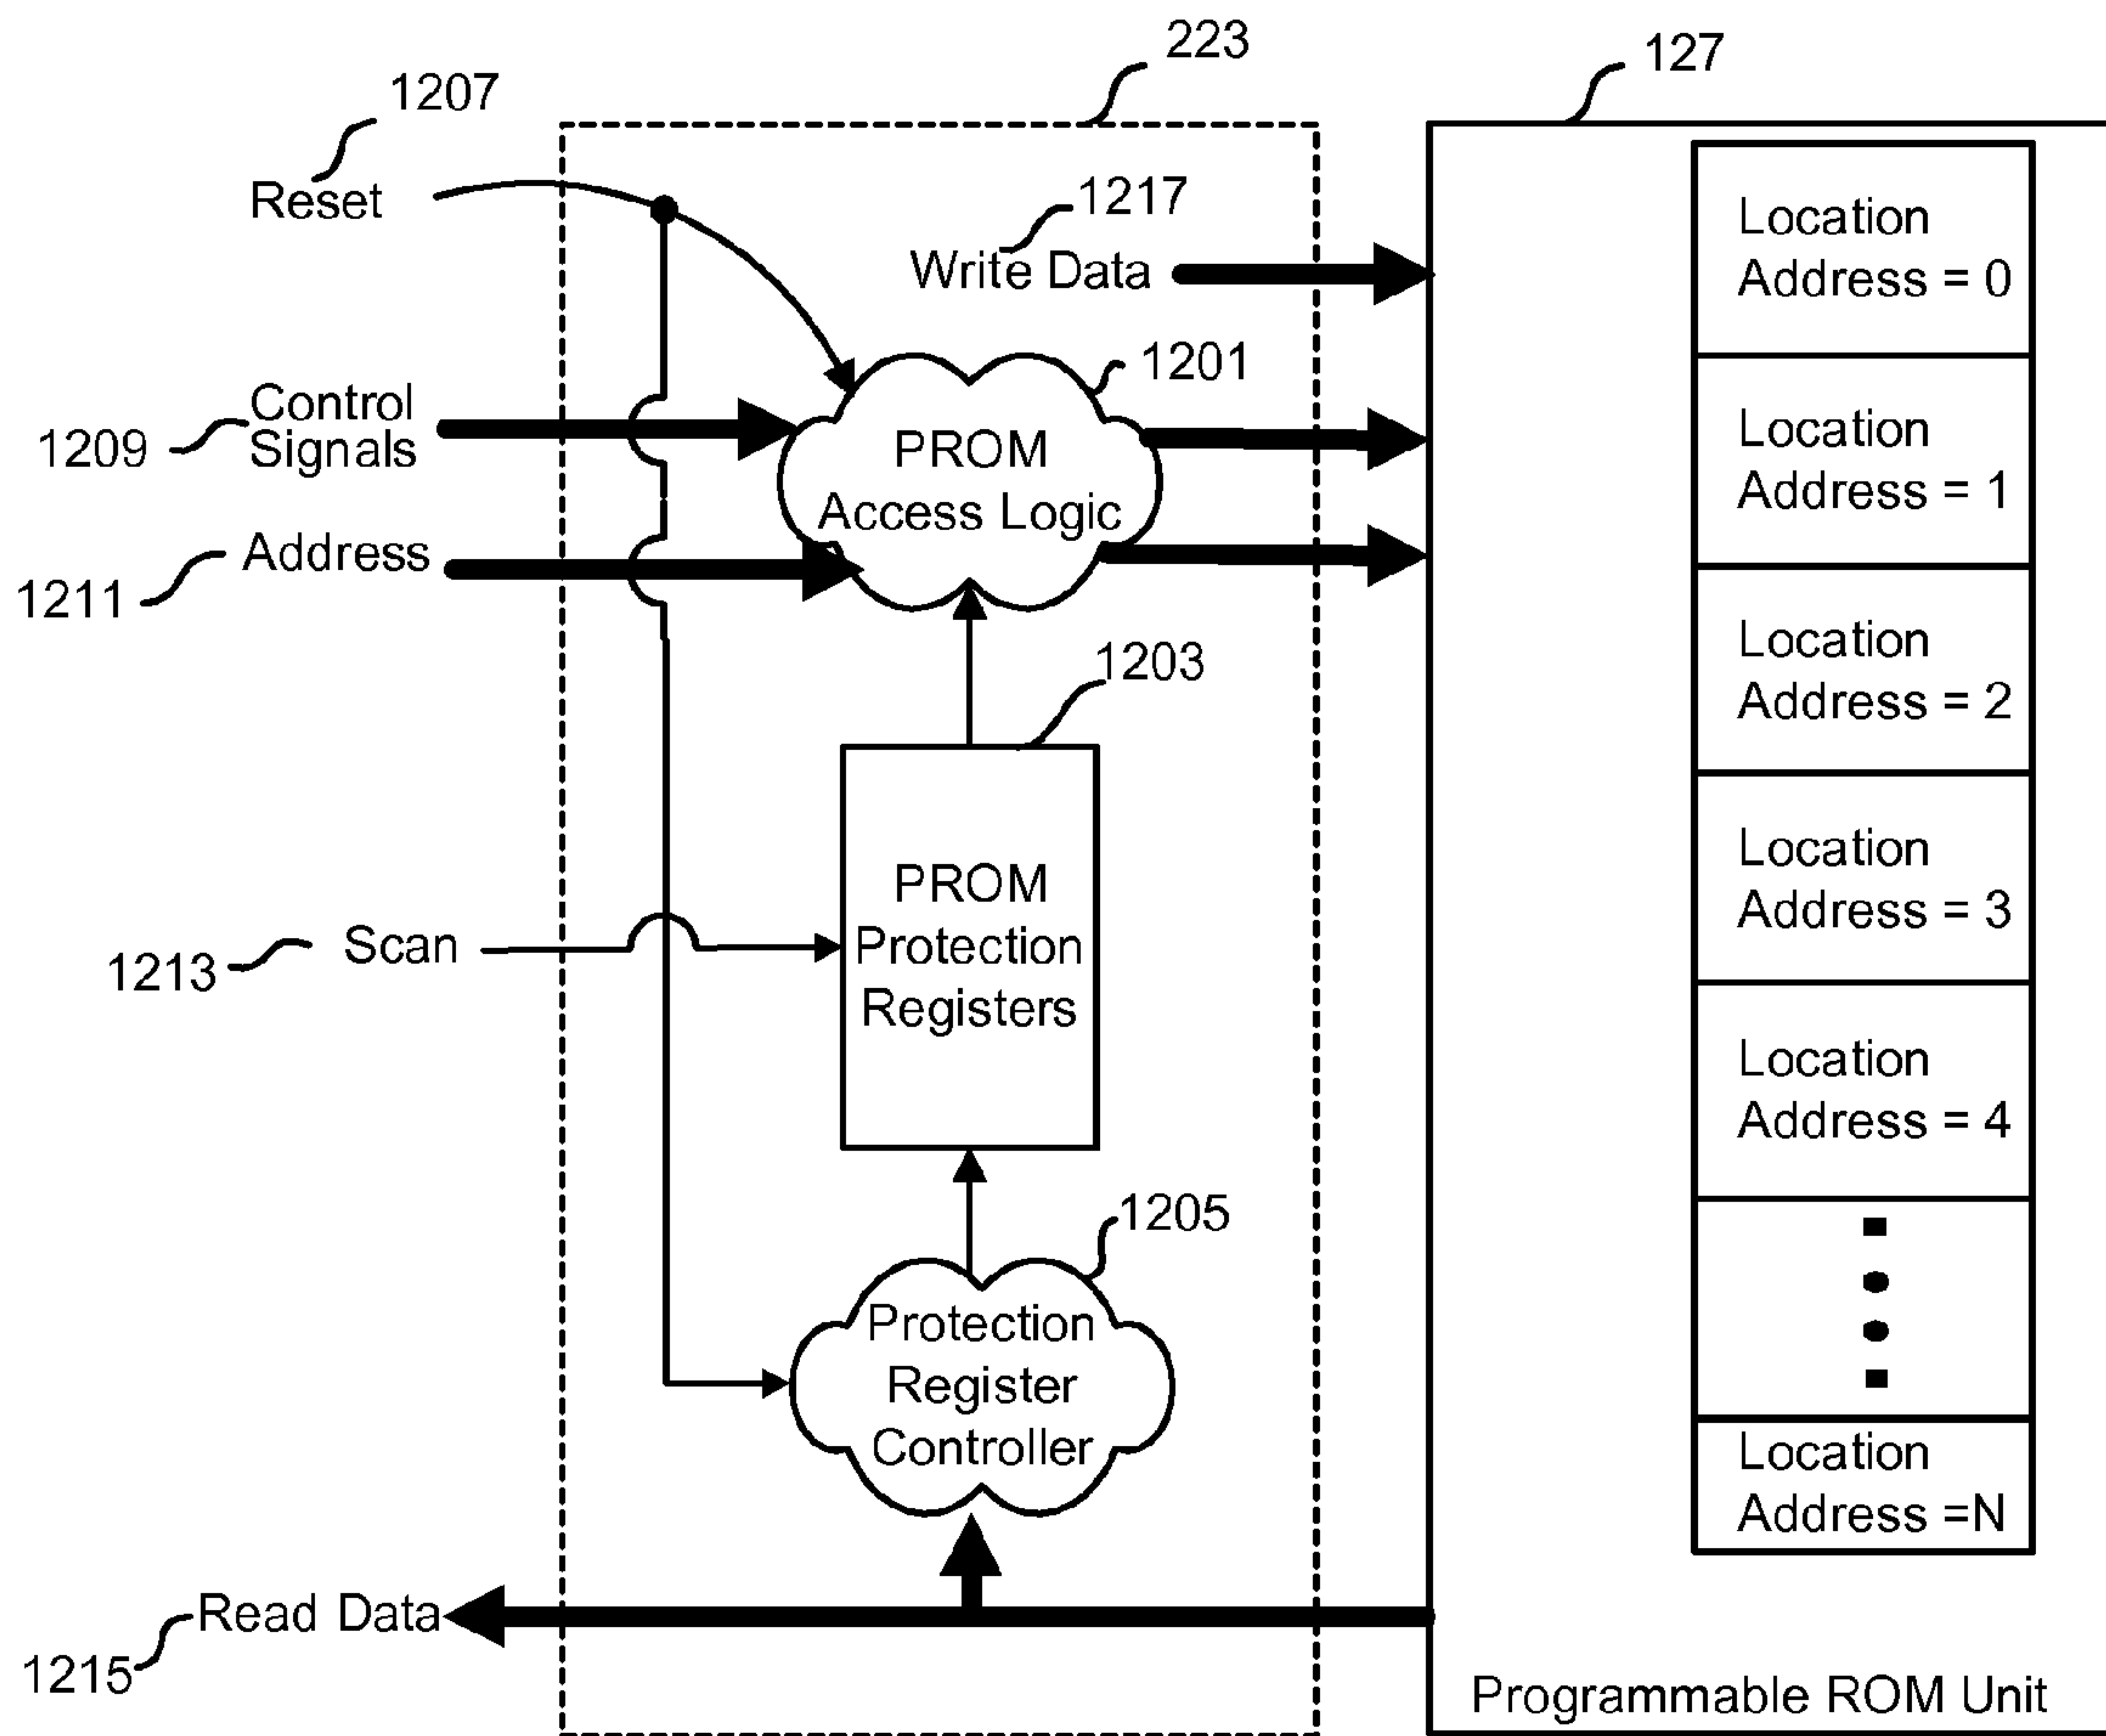 223
127
1207
Reset
1217
Write Data
Location
Address = 0
1201
Control
Signals
1209
PROM
Access Logic
Location
Address = 1
Address
1211
1203
Location
Address = 2
PROM
Protection
Registers
Scan
1213
Location
Address = 3
Location
Address = 4
1205
Protection
Register
Controller
Location
Address =N
Read Data
1215
Programmable ROM Unit